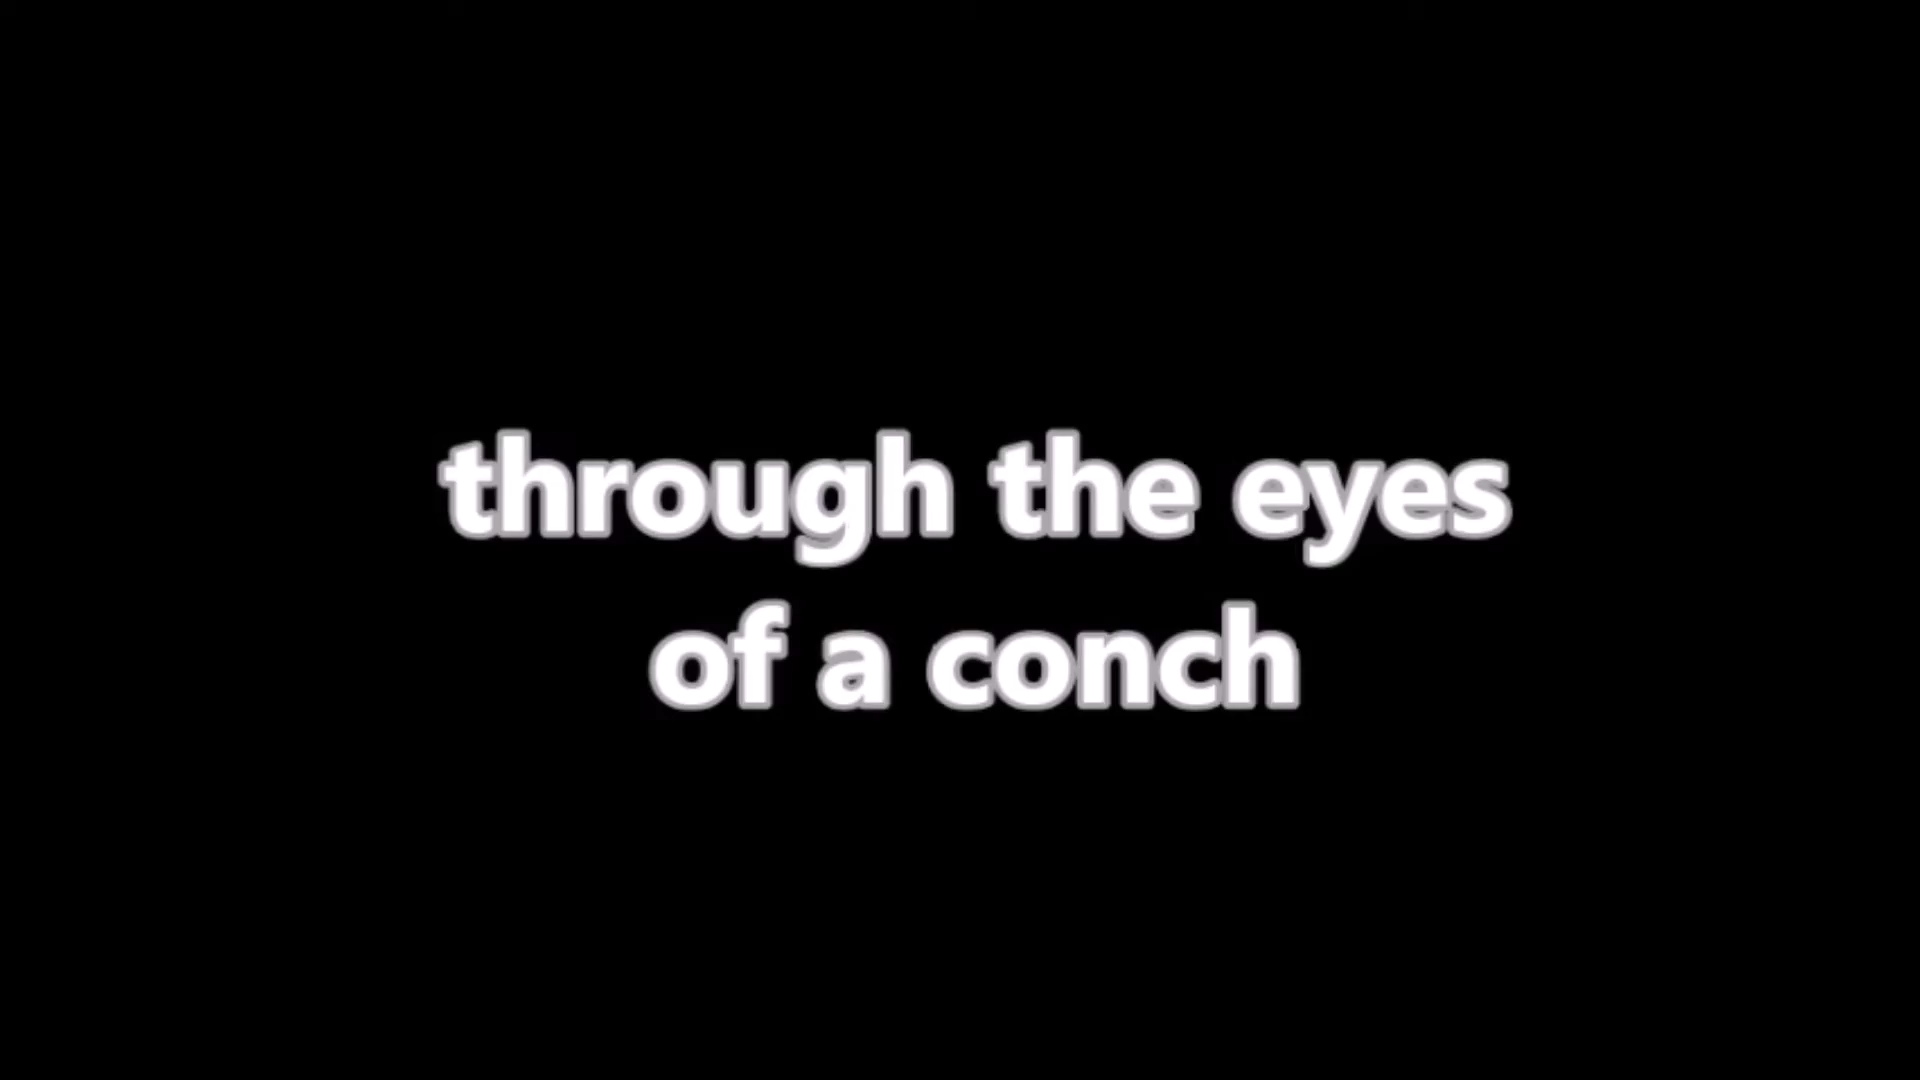 through the eyes
of a conch